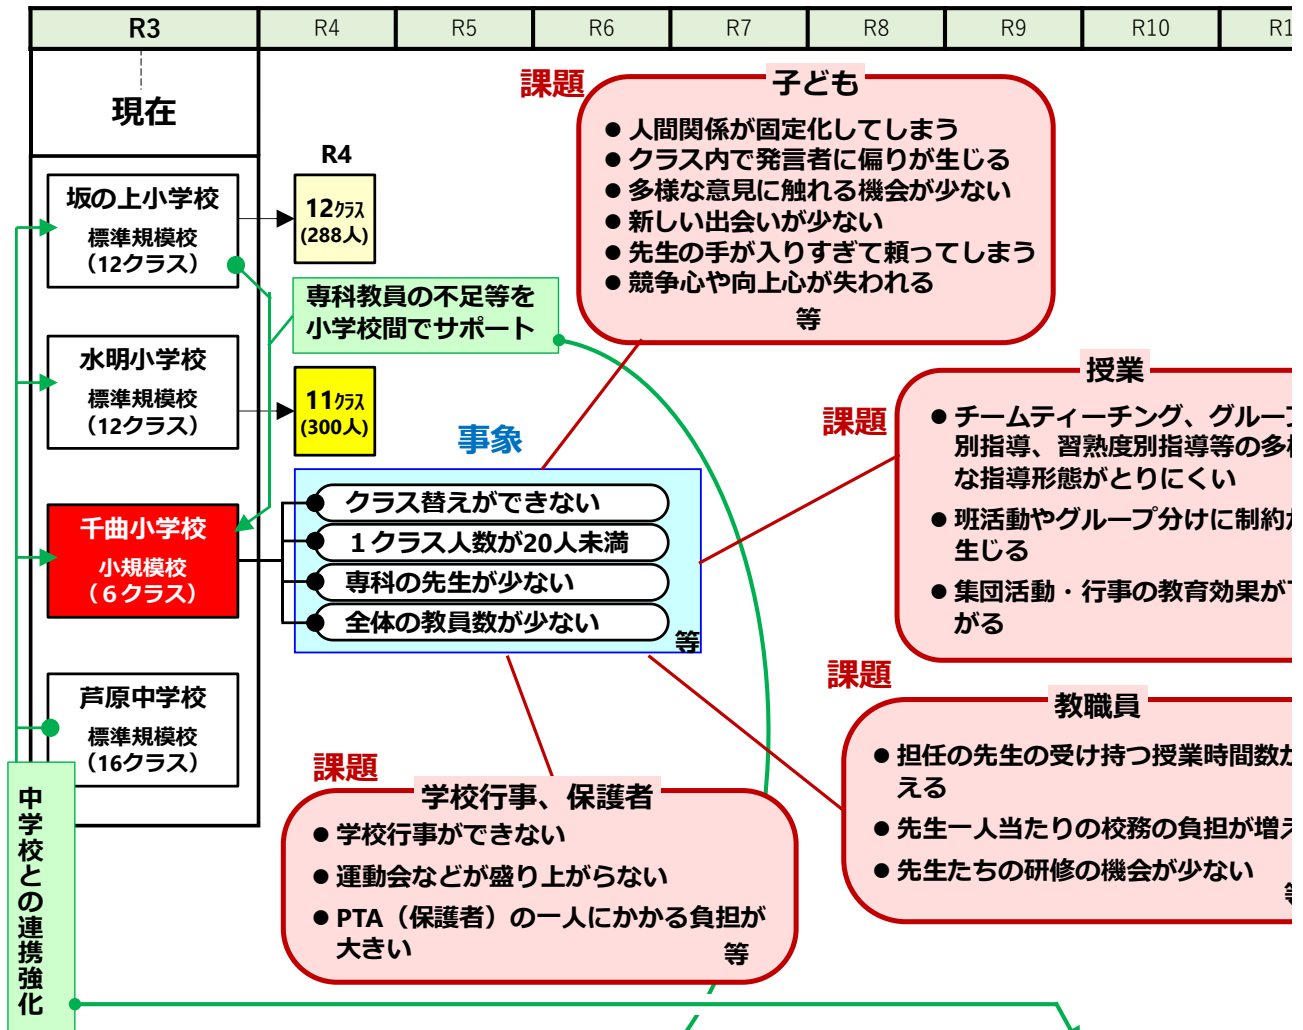 R3 R4 R5 R6 R7 R8 R9 R10 R1
現在
R4
坂の上小学校
標準規模校
（12クラス）
12クラス
(288人)
専科教員の不足等を
小学校間でサポート
水明小学校
標準規模校
（12クラス）
11クラス
(300人)
千曲小学校
小規模校
（６クラス）
事象
クラス替えができない
１クラス人数が20人未満
専科の先生が少ない
全体の教員数が少ない
等
芦原中学校
標準規模校
（16クラス）
中学校との連携強化
課題
子ども
● 人間関係が固定化してしまう
● クラス内で発言者に偏りが生じる
● 多様な意見に触れる機会が少ない
● 新しい出会いが少ない
● 先生の手が入りすぎて頼ってしまう
● 競争心や向上心が失われる
等
課題
授業
● チームティーチング、グルー
別指導、習熟度別指導等の多
な指導形態がとりにくい
● 班活動やグループ分けに制約
生じる
● 集団活動・行事の教育効果が
がる
課題
教職員
● 担任の先生の受け持つ授業時間数
える
● 先生一人当たりの校務の負担が増
● 先生たちの研修の機会が少ない
課題
学校行事、保護者
● 学校行事ができない
● 運動会などが盛り上がらない
● PTA（保護者）の一人にかかる負担が
大きい
等